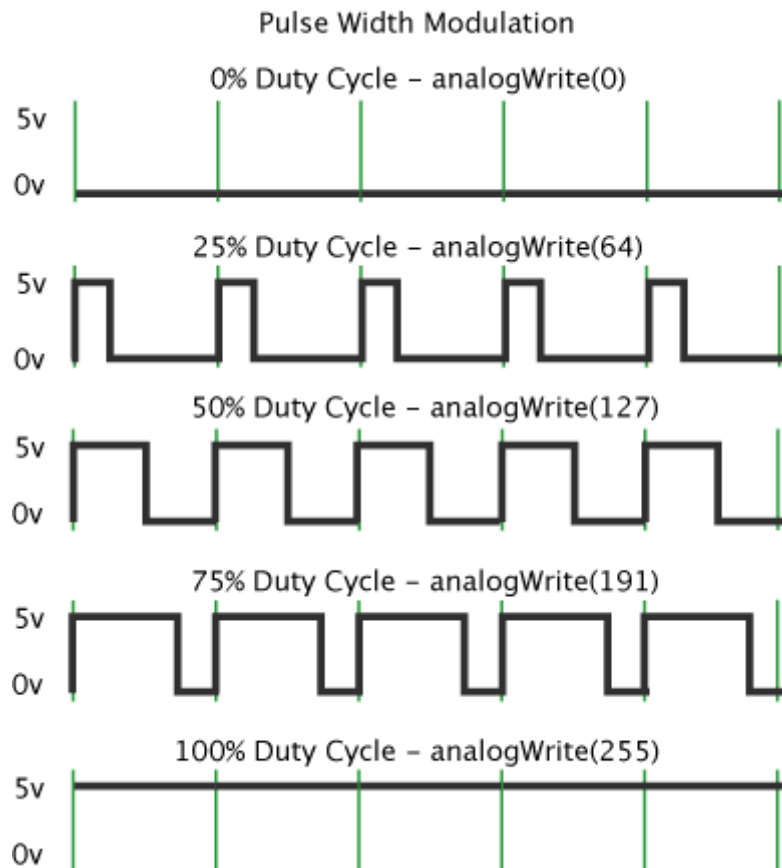 Pulse Width Modulation
0% Duty Cycle – analogWrite(0)
5v
0v
25% Duty Cycle – analogWrite(64)
5v
0v
50% Duty Cycle – analogWrite(127)
5v
0v
75% Duty Cycle – analogWrite(191)
5v
0v
100% Duty Cycle – analogWrite(255)
5v
0v